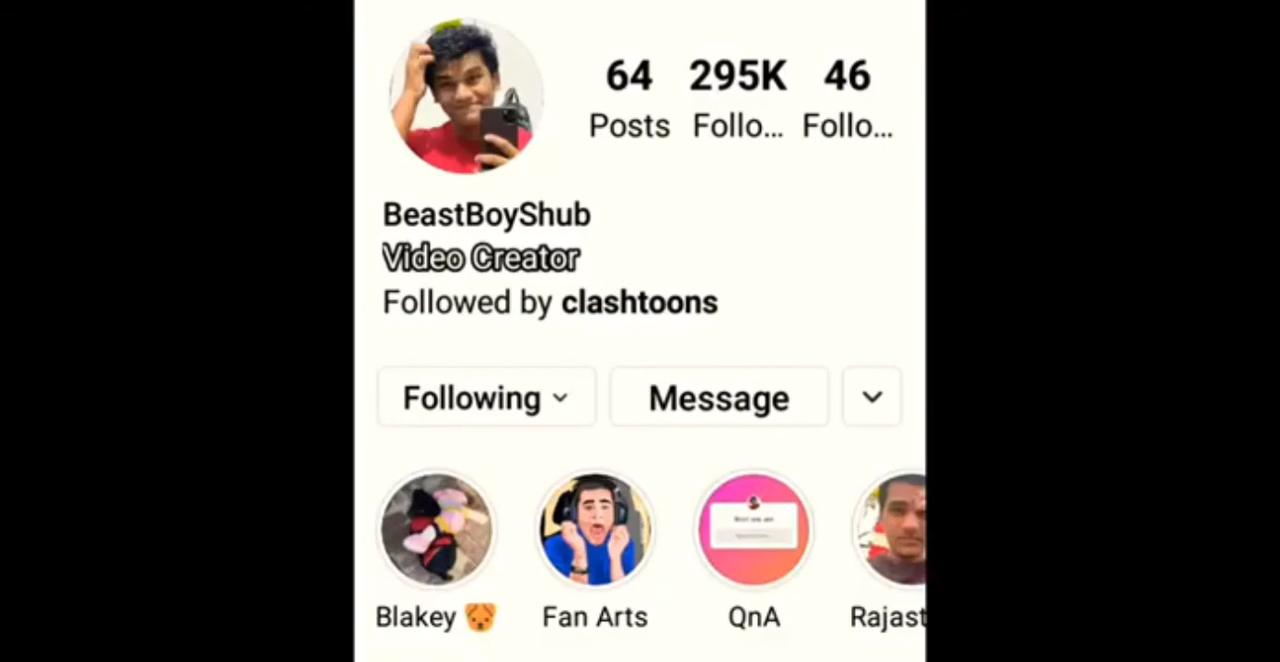 64 295K 46
Posts Follo... Follo...
BeastBoyShub
Video Creator
Followed by clashtoons
Following Message
Blakey Fan Arts QnA Rajast